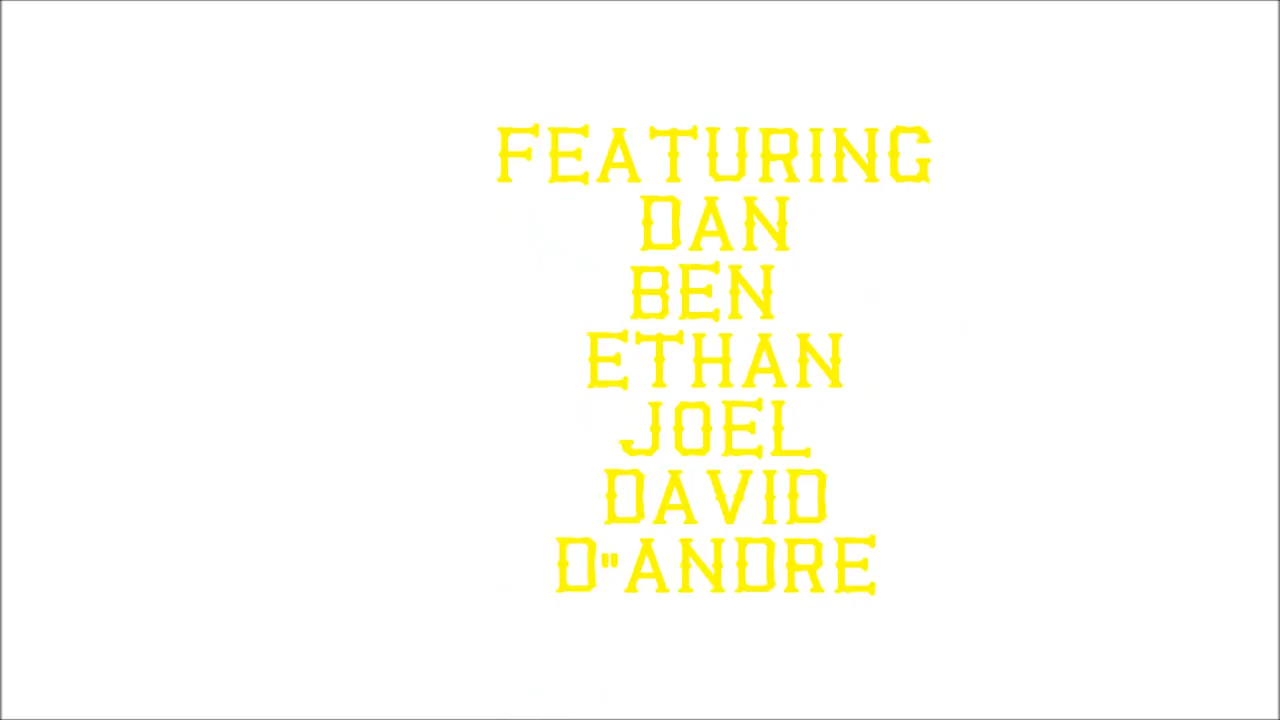 FEATURING
DAN
BEN
ETHAN
JOEL
DAVID
D"ANDRE